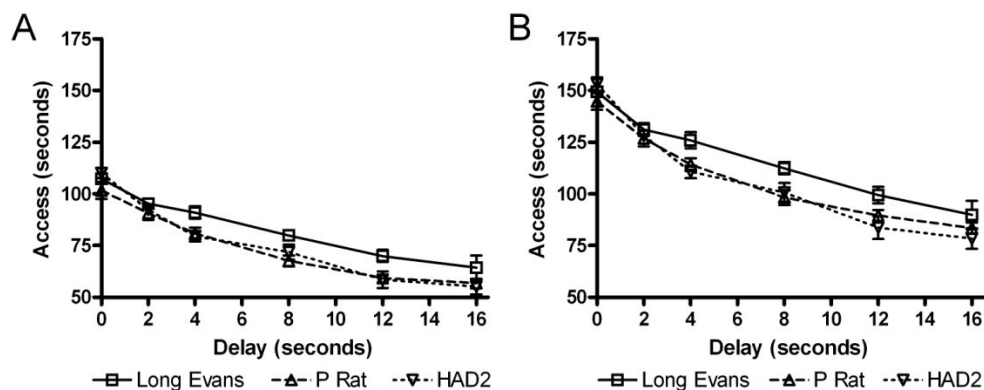 A
Access (seconds)
175
150
125
100
75
50
0 2 4 6 8 10 12 14 16
Delay (seconds)
Long Evans P Rat HAD2
B
Access (seconds)
175
150
125
100
75
50
0 2 4 6 8 10 12 14 16
Delay (seconds)
Long Evans P Rat HAD2